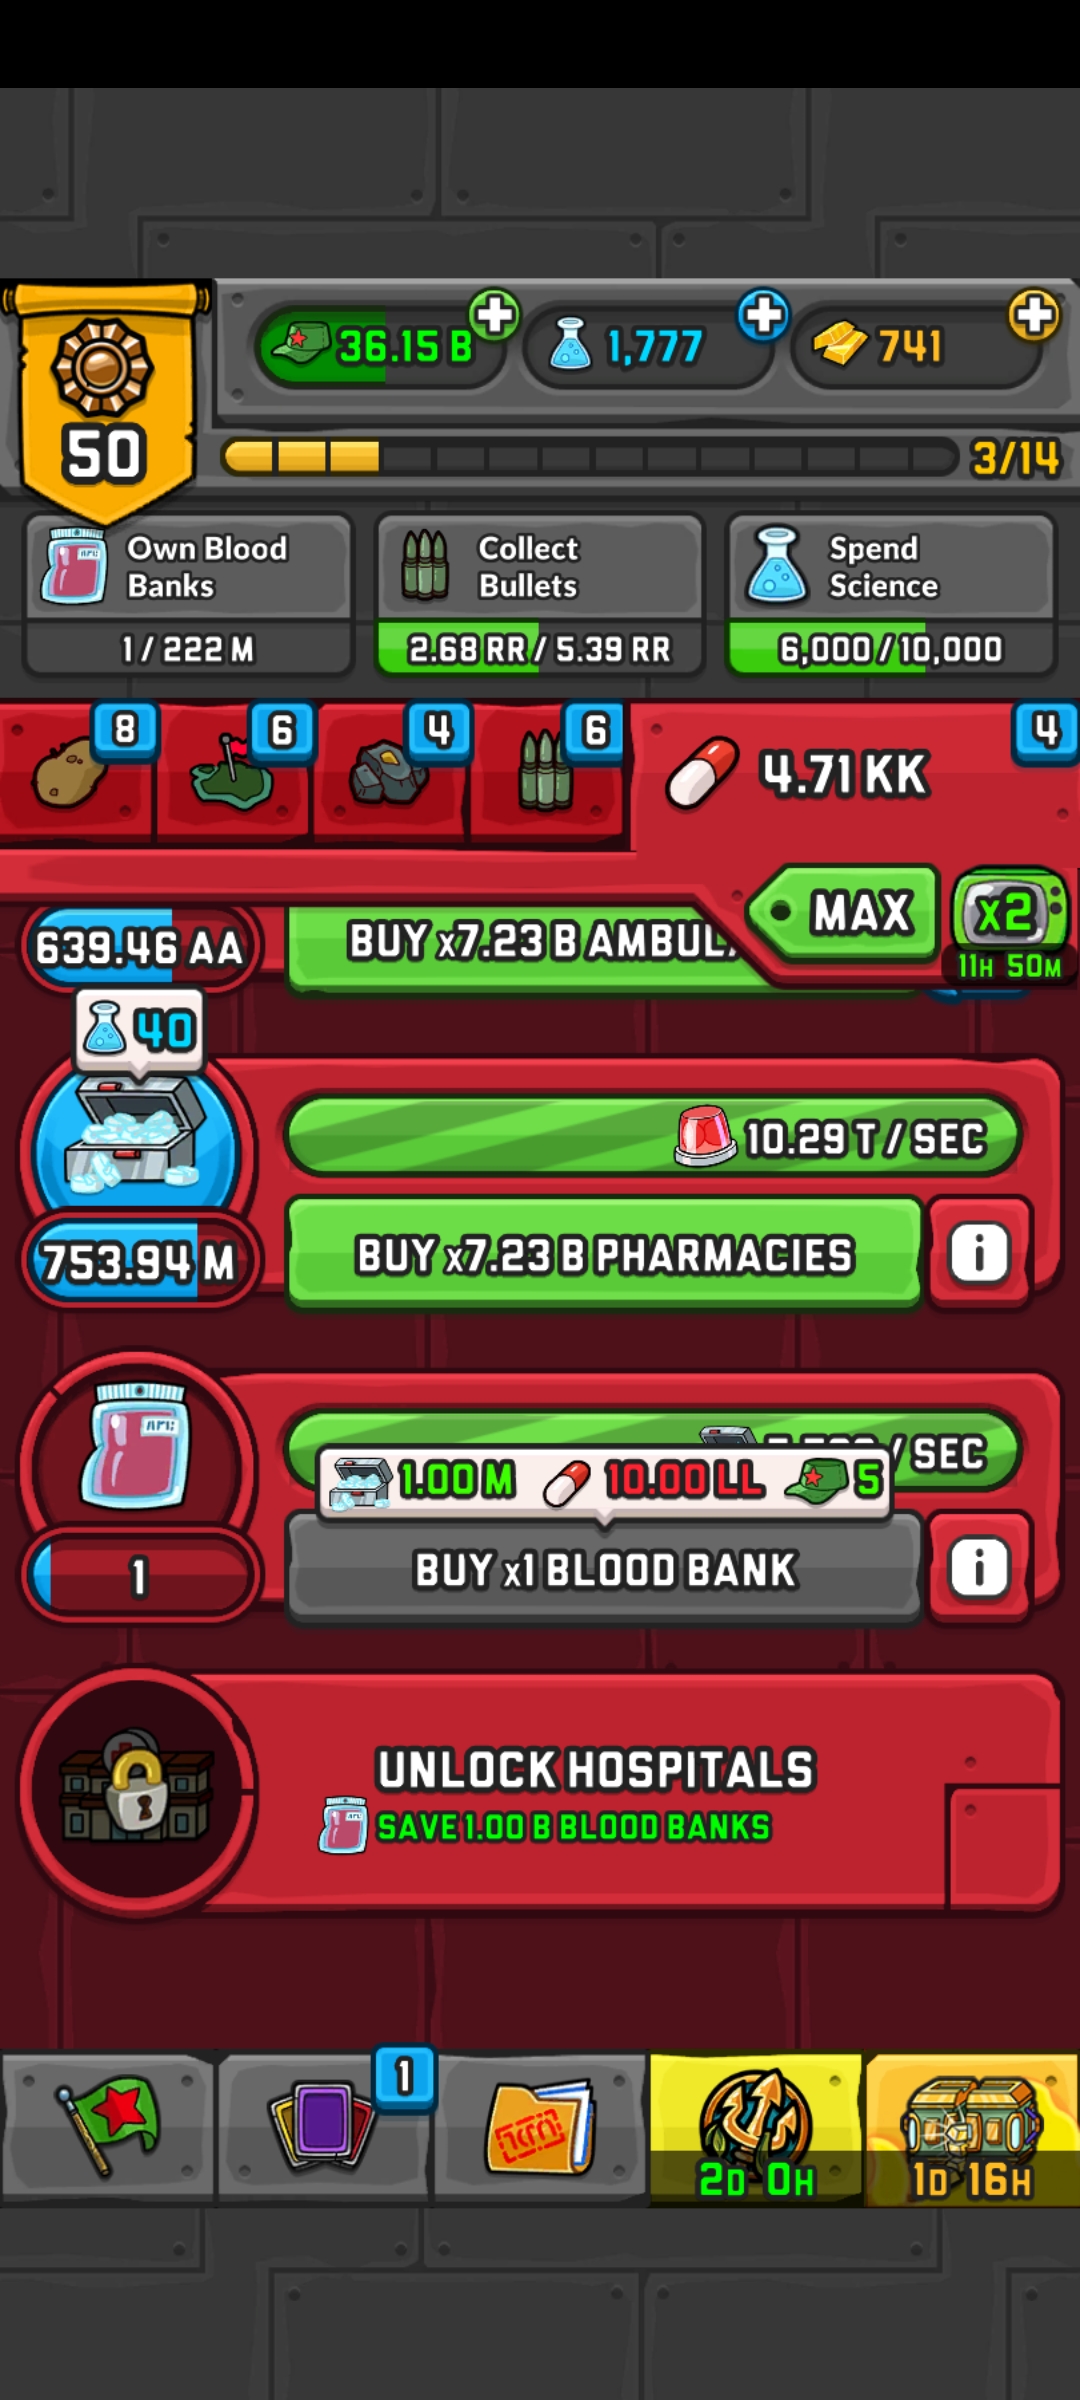 36.15 B
1,777
741
50
3/14
Own Blood
Banks
1 / 222 M
Collect
Bullets
2.68 RR / 5.39 RR
Spend
Science
6,000 / 10,000
8
6
4
6
4.71 KK
4
MAX
x2
11H 50M
639.46 AA
BUY x7.23 B AMBUL
40
10.29 T / SEC
753.94 M
BUY x7.23 B PHARMACIES
i
/ SEC
1.00 M
10.00 LL
5
1
BUY x1 BLOOD BANK
i
UNLOCK HOSPITALS
SAVE 1.00 B BLOOD BANKS
1
2D 0H
1D 16H